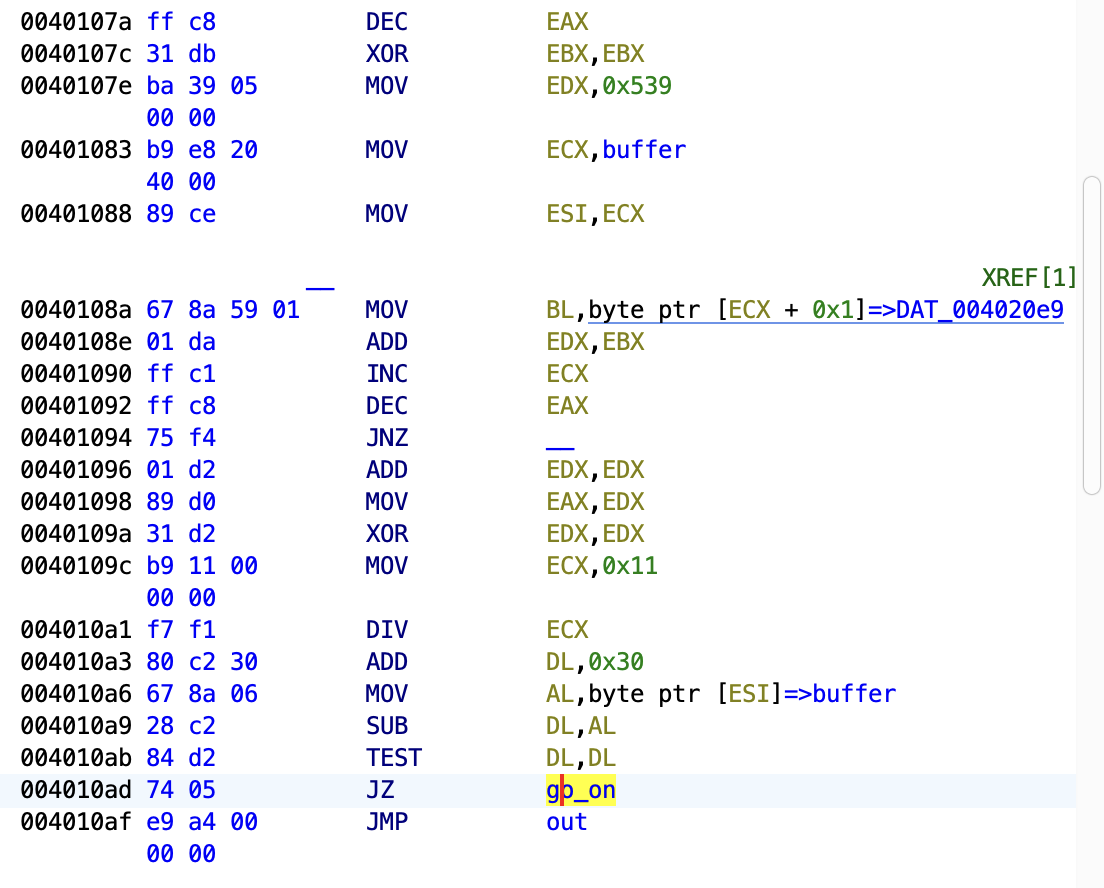 0040107a ff c8 DEC EAX
0040107c 31 db XOR EBX,EBX
0040107e ba 39 05 MOV EDX,0x539
00 00
00401083 b9 e8 20 MOV ECX,buffer
40 00
00401088 89 ce MOV ESI,ECX
__ XREF[1]
0040108a 67 8a 59 01 MOV BL,byte ptr [ECX + 0x1]=>DAT_004020e9
0040108e 01 da ADD EDX,EBX
00401090 ff c1 INC ECX
00401092 ff c8 DEC EAX
00401094 75 f4 JNZ __
00401096 01 d2 ADD EDX,EDX
00401098 89 d0 MOV EAX,EDX
0040109a 31 d2 XOR EDX,EDX
0040109c b9 11 00 MOV ECX,0x11
00 00
004010a1 f7 f1 DIV ECX
004010a3 80 c2 30 ADD DL,0x30
004010a6 67 8a 06 MOV AL,byte ptr [ESI]=>buffer
004010a9 28 c2 SUB DL,AL
004010ab 84 d2 TEST DL,DL
004010ad 74 05 JZ go_on
004010af e9 a4 00 JMP out
00 00